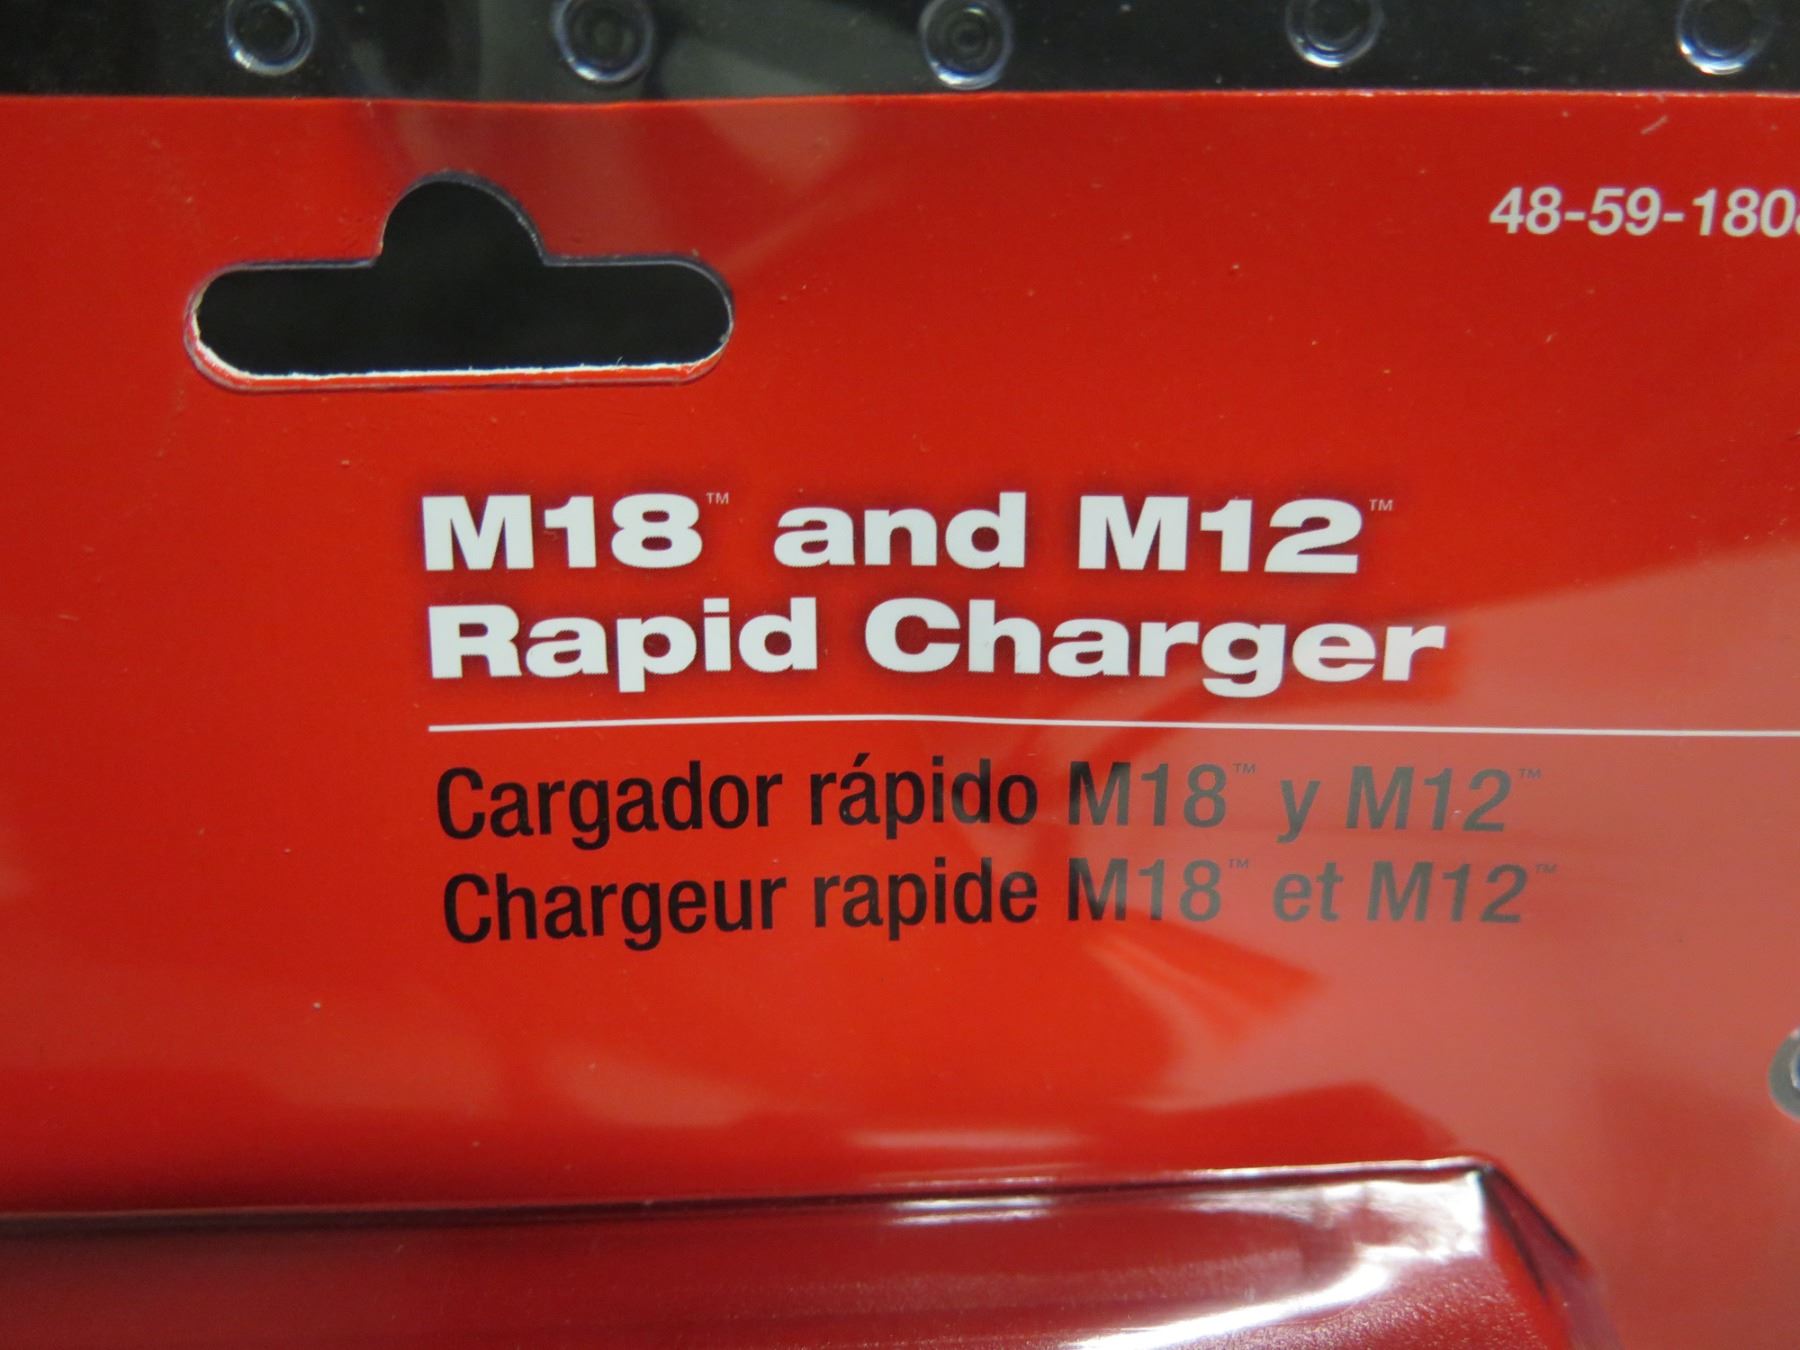 48-59-180
M18™ and M12™
Rapid Charger
Cargador rápido M18™ y M12™
Chargeur rapide M18™ et M12™